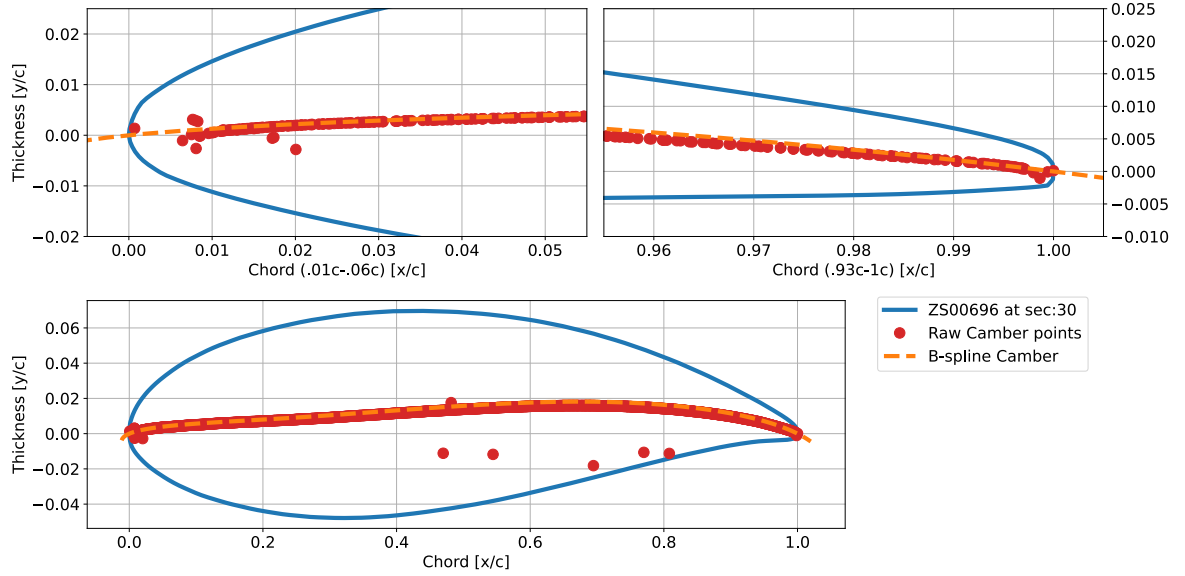 Thickness [y/c]
0.02
0.01
0.00
−0.01
−0.02
0.00 0.01 0.02 0.03 0.04 0.05
Chord (.01c-.06c) [x/c]
0.025
0.020
0.015
0.010
0.005
0.000
−0.005
−0.010
0.96 0.97 0.98 0.99 1.00
Chord (.93c-1c) [x/c]
Thickness [y/c]
0.06
0.04
0.02
0.00
−0.02
−0.04
0.0 0.2 0.4 0.6 0.8 1.0
Chord [x/c]
ZS00696 at sec:30
Raw Camber points
B-spline Camber